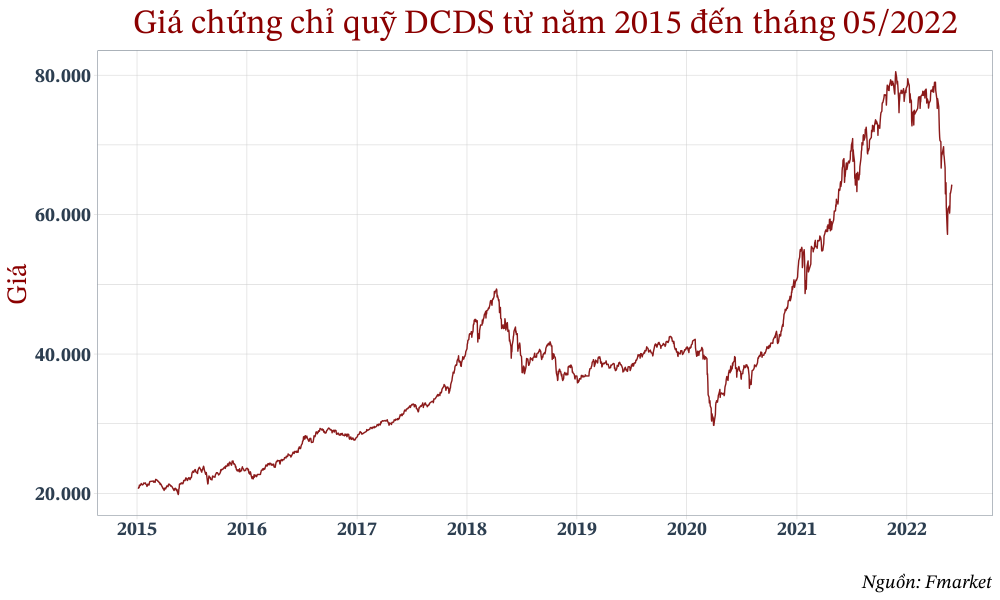 Giá chứng chỉ quỹ DCDS từ năm 2015 đến tháng 05/2022
80.000
60.000
40.000
20.000
Giá
2015 2016 2017 2018 2019 2020 2021 2022
Nguồn: Fmarket